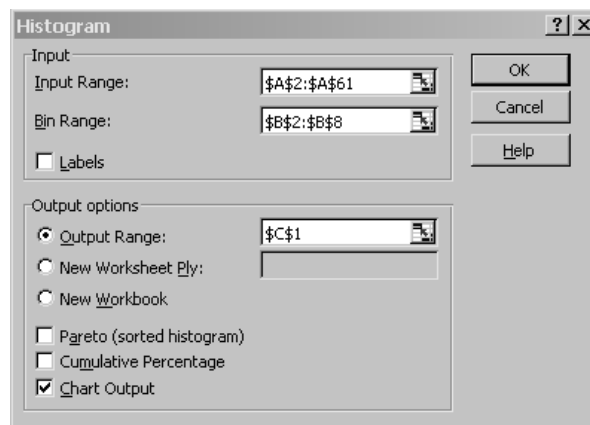 Histogram
Input
Input Range: $A$2:$A$61
Bin Range: $B$2:$B$8
Labels
OK
Cancel
Help
Output options
Output Range: $C$1
New Worksheet Ply:
New Workbook
Pareto (sorted histogram)
Cumulative Percentage
Chart Output